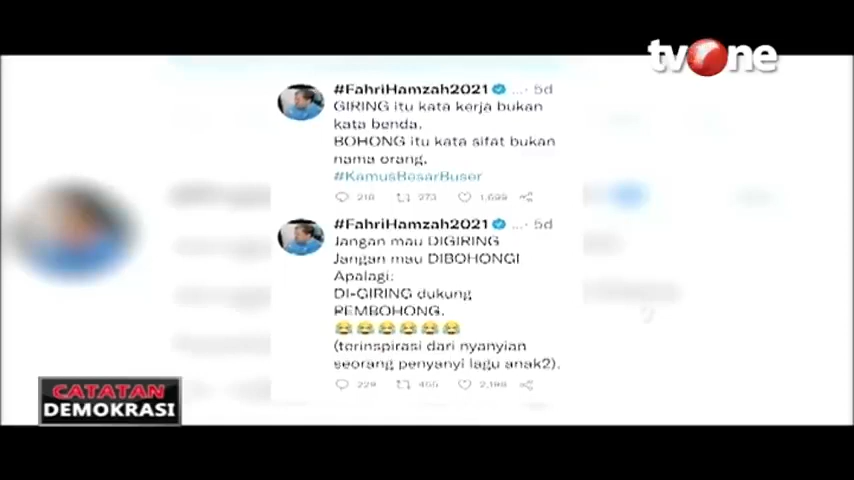 tvOne
#FahriHamzah2021 ... · 5d
GIRING itu kata kerja bukan
kata benda.
BOHONG itu kata sifat bukan
nama orang.
#KamusBesarBuser
218 273 1,699
#FahriHamzah2021 ... · 5d
Jangan mau DIGIRING
Jangan mau DIBOHONGI
Apalagi:
DI-GIRING dukung
PEMBOHONG.
😂😂😂😂😂😂
(terinspirasi dari nyanyian
seorang penyanyi lagu anak2).
229 455 2,198
CATATAN
DEMOKRASI